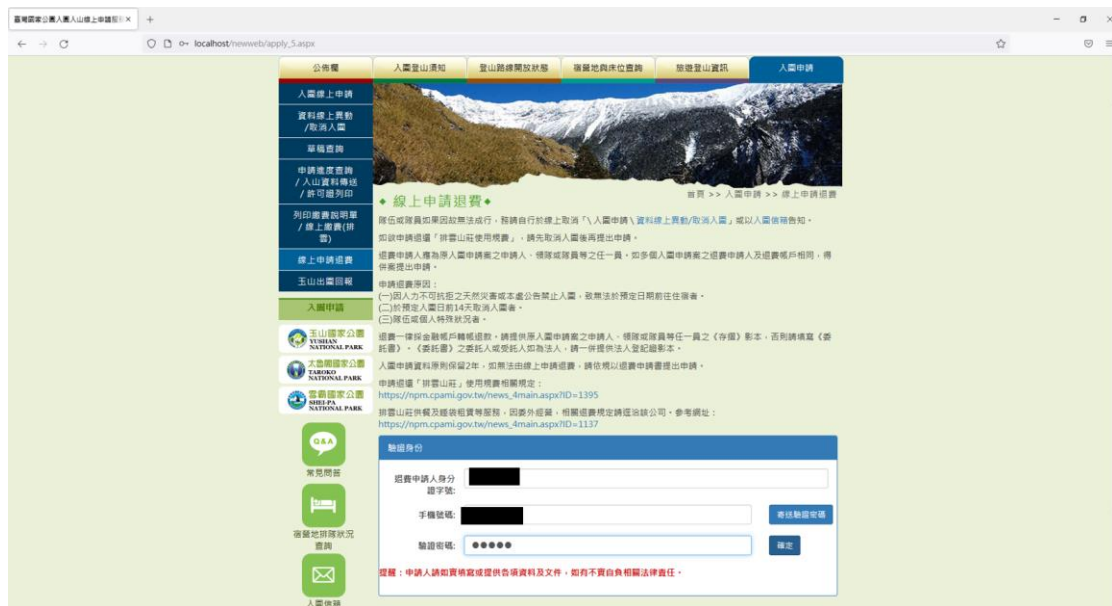 臺灣國家公園入園入山線上申請服務
localhost/newweb/apply_5.aspx
公佈欄
入園登山須知
登山路線開放狀態
宿營地與床位查詢
旅遊登山資訊
入園申請
入園線上申請
資料線上異動
/取消入園
草稿查詢
申請進度查詢
/ 入山資料傳送
/ 許可證列印
列印繳費說明單
/ 線上繳費(排
雲)
線上申請退費
玉山出園回報
入園申請
玉山國家公園
YUSHAN
NATIONAL PARK
太魯閣國家公園
TAROKO
NATIONAL PARK
雪霸國家公園
SHEI-PA
NATIONAL PARK
Q&A
常見問答
宿營地排隊狀況
查詢
入園信箱
首頁 >> 入園申請 >> 線上申請退費
◆ 線上申請退費◆
隊伍或隊員如果因故無法成行，務請自行於線上取消「\入園申請\資料線上異動/取消入園」或以入園信箱告知。
如欲申請退還「排雲山莊使用規費」，請先取消入園後再提出申請。
退費申請人應為原入園申請案之申請人、領隊或隊員等之任一員。如多個入園申請案之退費申請人及退費帳戶相同，得
併案提出申請。
申請退費原因：
(一)因人力不可抗拒之天然災害或本處公告禁止入園，致無法於預定日期前往住宿者。
(二)於預定入園日前14天取消入園者。
(三)隊伍或個人特殊狀況者。
退費一律採金融帳戶轉帳退款，請提供原入園申請案之申請人、領隊或隊員等任一員之《存摺》影本，否則請填寫《委
託書》。《委託書》之委託人或受託人如為法人，請一併提供法人登記證影本。
入園申請資料原則保留2年，如無法由線上申請退費，請依規以退費申請書提出申請。
申請退還「排雲山莊」使用規費相關規定：
https://npm.cpami.gov.tw/news_4main.aspx?ID=1395
排雲山莊供餐及睡袋租賃等服務，因委外經營，相關退費規定請逕洽該公司。參考網址：
https://npm.cpami.gov.tw/news_4main.aspx?ID=1137
驗證身份
退費申請人身分
證字號:
手機號碼:
寄送驗證密碼
驗證密碼:
確定
提醒：申請人請如實填寫或提供各項資料及文件，如有不實自負相關法律責任。